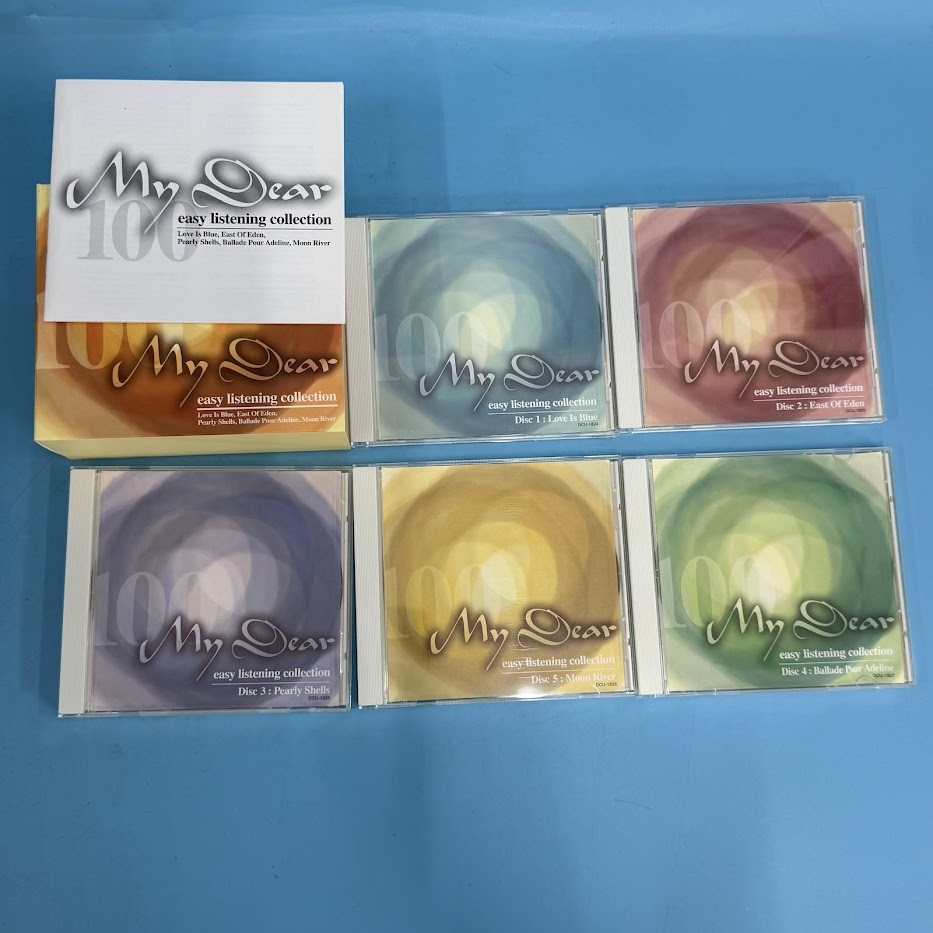 My Dear
100
easy listening collection
Love Is Blue, East Of Eden,
Pearly Shells, Ballade Pour Adeline, Moon River
100
My Dear
easy listening collection
Love Is Blue, East Of Eden,
Pearly Shells, Ballade Pour Adeline, Moon River
100
My Dear
easy listening collection
Disc 1 : Love Is Blue
DCU-1824
100
My Dear
easy listening collection
Disc 2 : East Of Eden
100
My Dear
easy listening collection
Disc 3 : Pearly Shells
100
My Dear
easy listening collection
Disc 5 : Moon River
100
My Dear
easy listening collection
Disc 4 : Ballade Pour Adeline